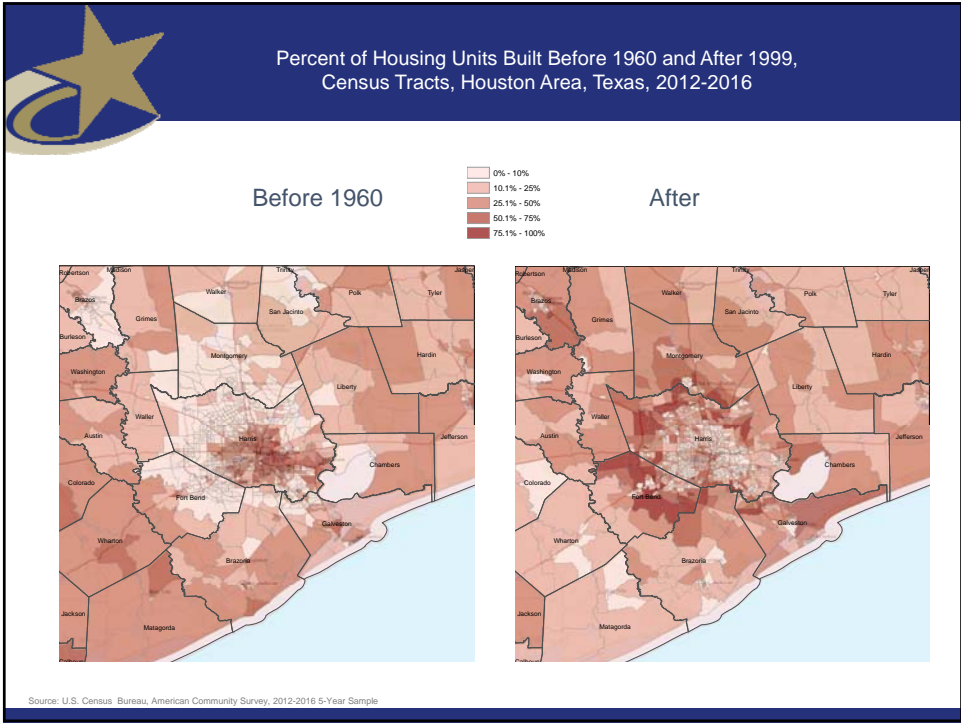 Percent of Housing Units Built Before 1960 and After 1999,
Census Tracts, Houston Area, Texas, 2012-2016
Before 1960
0% - 10%
10.1% - 25%
25.1% - 50%
50.1% - 75%
75.1% - 100%
After
Robertson
Madison
Trinity
Jasper
Brazos
Walker
Polk
Tyler
Grimes
San Jacinto
Burleson
Montgomery
Hardin
Washington
Liberty
Waller
Austin
Harris
Jefferson
Chambers
Colorado
Fort Bend
Galveston
Wharton
Brazoria
Jackson
Matagorda
Robertson
Madison
Trinity
Jasper
Brazos
Walker
Polk
Tyler
Grimes
San Jacinto
Burleson
Montgomery
Hardin
Washington
Liberty
Waller
Austin
Harris
Jefferson
Chambers
Colorado
Fort Bend
Galveston
Wharton
Brazoria
Jackson
Matagorda
Source: U.S. Census Bureau, American Community Survey, 2012-2016 5-Year Sample